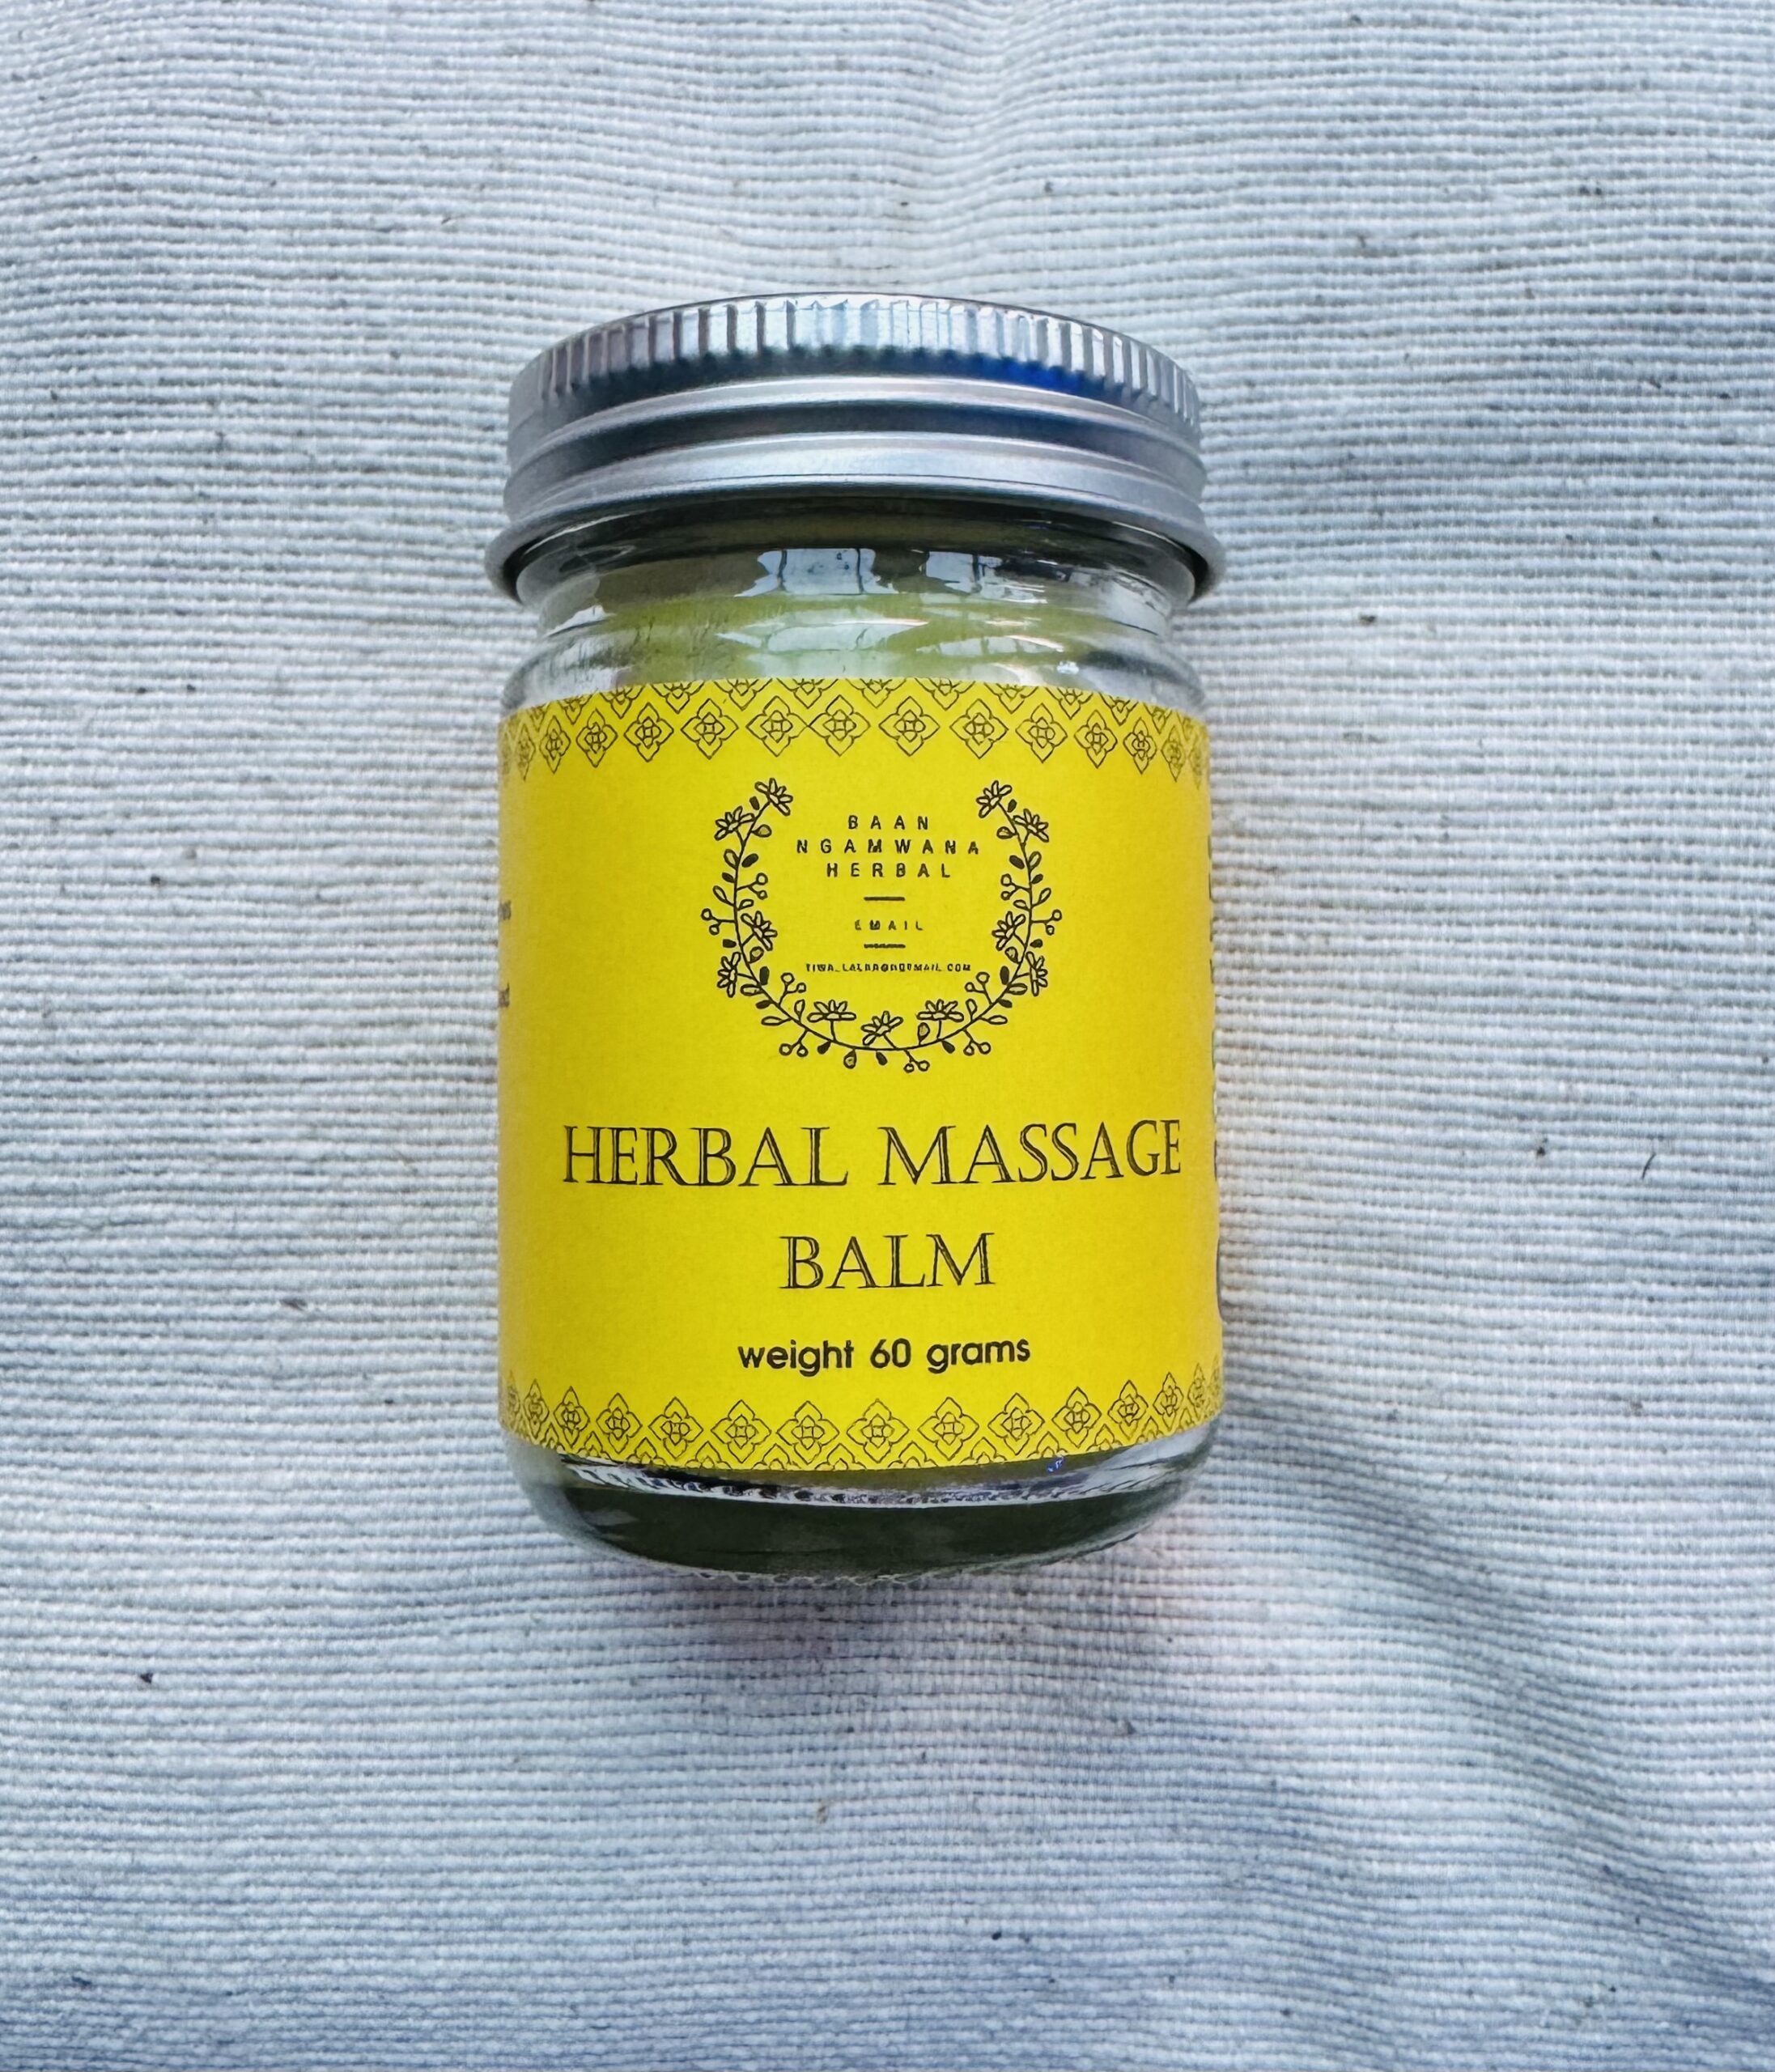 BAAN
NGAMWANA
HERBAL
EMAIL
HERBAL MASSAGE
BALM
weight 60 grams